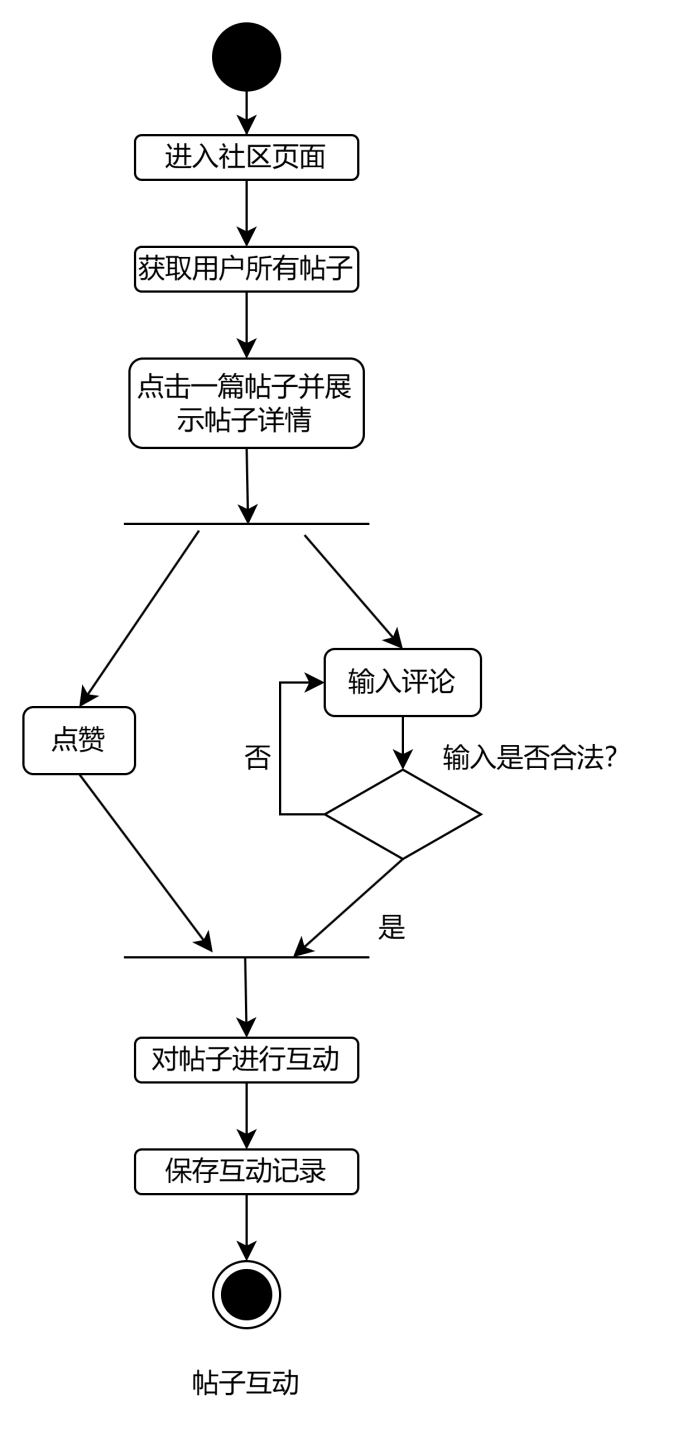 进入社区页面
获取用户所有帖子
点击一篇帖子并展
示帖子详情
输入评论
点赞
否
输入是否合法?
是
对帖子进行互动
保存互动记录
帖子互动